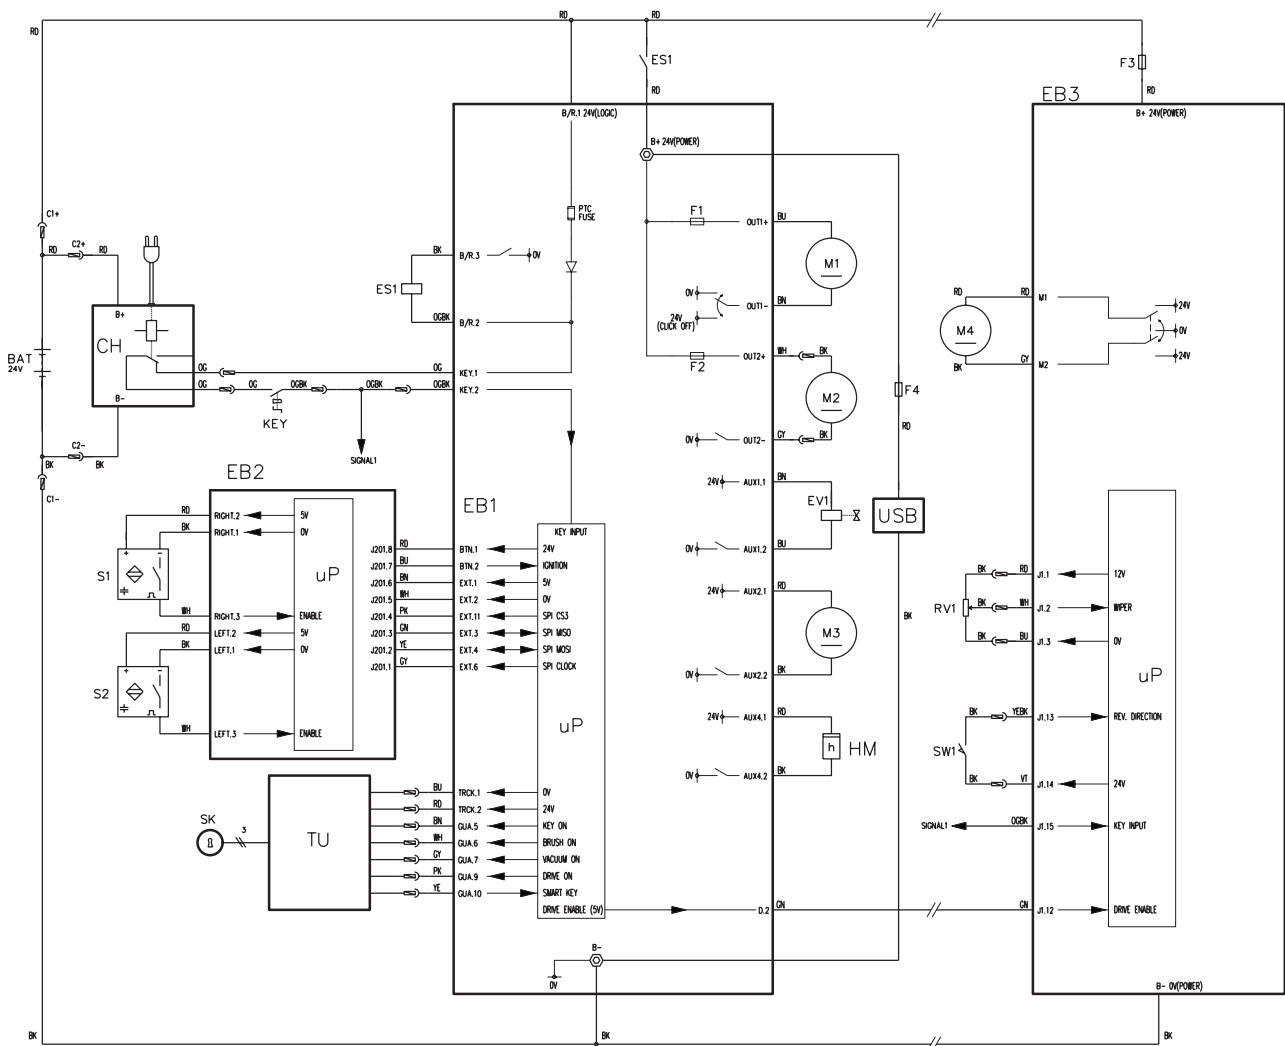 RD
RD
RD
RD
ES1
F3
RD
RD
EB3
B/R.1 24V(LOGIC)
B+ 24V(POWER)
B+ 24V(POWER)
C1+
C2+
RD
RD
PTC
FUSE
F1
OUT1+
BU
M1
BK
B/R.3
0V
ES1
OGBK
B/R.2
0V
24V
(CLICK OFF)
OUT1-
BN
RD
RD
M1
24V
0V
24V
M4
BK
GY
M2
B+
CH
B-
BAT
24V
OG
OG
KEY.1
OG
OG
OGBK
OGBK
OGBK
KEY.2
KEY
SIGNAL1
F2
OUT2+
WH
BK
M2
F4
RD
0V
OUT2-
GY
BK
C2-
BK
BK
C1-
EB2
EB1
24V
AUX1.1
BN
EV1
USB
0V
AUX1.2
BU
RD
RIGHT.2
5V
BK
RIGHT.1
0V
S1
+
-
uP
WH
RIGHT.3
ENABLE
RD
LEFT.2
5V
BK
LEFT.1
0V
S2
+
-
WH
LEFT.3
ENABLE
KEY INPUT
J201.8
RD
BTN.1
24V
J201.7
BU
BTN.2
IGNITION
J201.6
BN
EXT.1
5V
J201.5
WH
EXT.2
0V
J201.4
PK
EXT.11
SPI CS3
J201.3
GN
EXT.3
SPI MISO
J201.2
YE
EXT.4
SPI MOSI
J201.1
GY
EXT.6
SPI CLOCK
uP
24V
AUX2.1
RD
M3
BK
0V
AUX2.2
BK
24V
AUX4.1
RD
h
HM
0V
AUX4.2
BK
BK
RD
J1.1
12V
RV1
BK
WH
J1.2
WIPER
BK
BU
J1.3
0V
uP
BK
YEBK
J1.13
REV. DIRECTION
SW1
BK
VT
J1.14
24V
SIGNAL1
OGBK
J1.15
KEY INPUT
SK
3
TU
BU
TRCK.1
0V
RD
TRCK.2
24V
BN
GUA.5
KEY ON
WH
GUA.6
BRUSH ON
GY
GUA.7
VACUUM ON
PK
GUA.9
DRIVE ON
YE
GUA.10
SMART KEY
DRIVE ENABLE (5V)
D.2
GN
GN
J1.12
DRIVE ENABLE
B-
0V
B- 0V(POWER)
BK
BK
BK